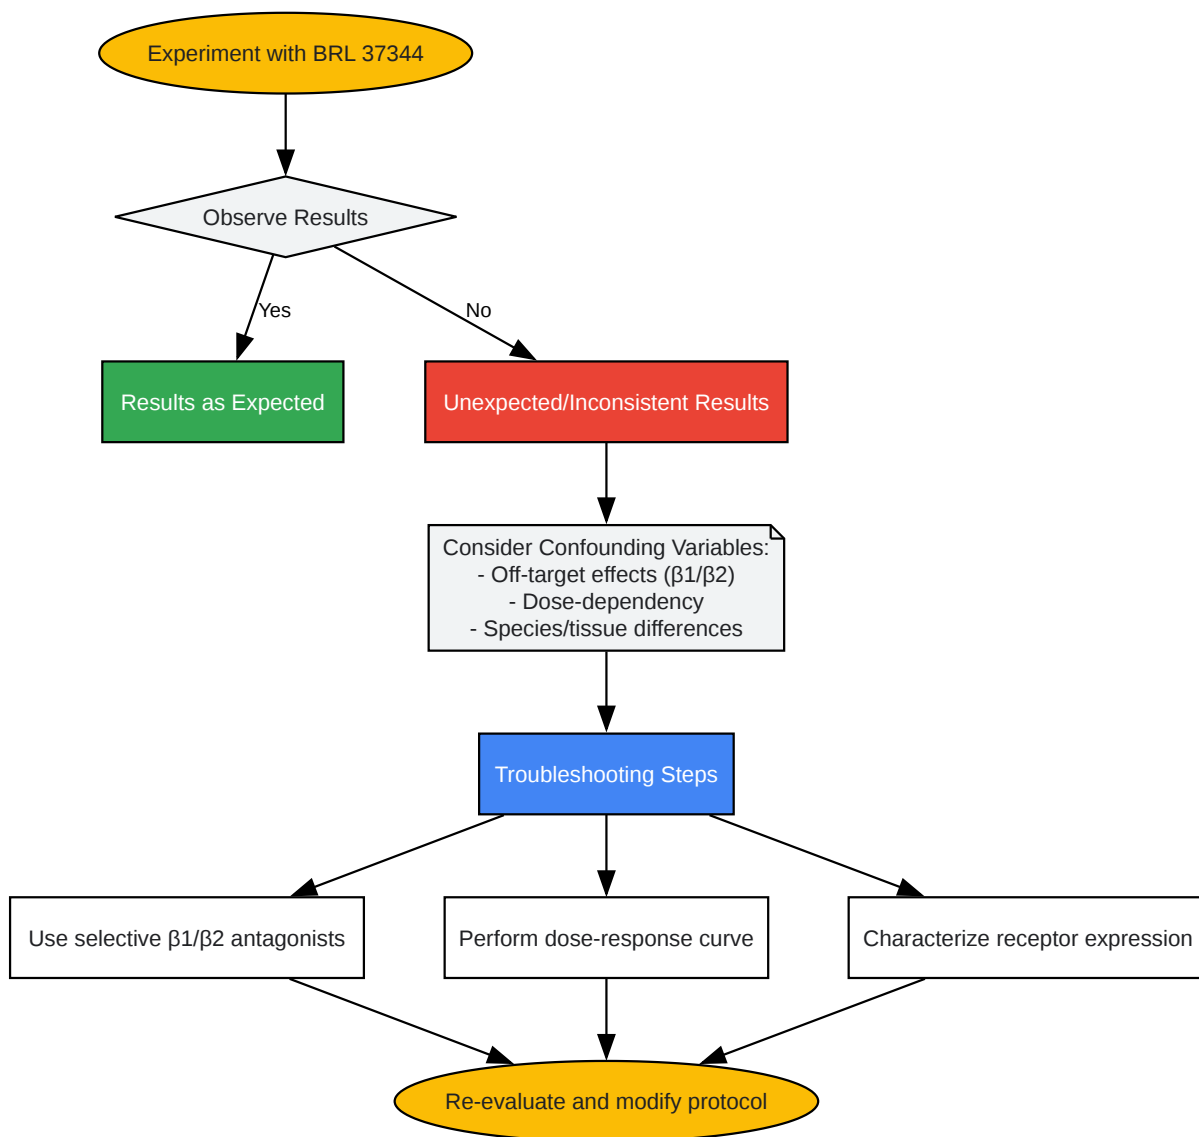 Experiment with BRL 37344
Observe Results
Yes
No
Results as Expected
Unexpected/Inconsistent Results
Consider Confounding Variables:
- Off-target effects (β1/β2)
- Dose-dependency
- Species/tissue differences
Troubleshooting Steps
Use selective β1/β2 antagonists
Perform dose-response curve
Characterize receptor expression
Re-evaluate and modify protocol